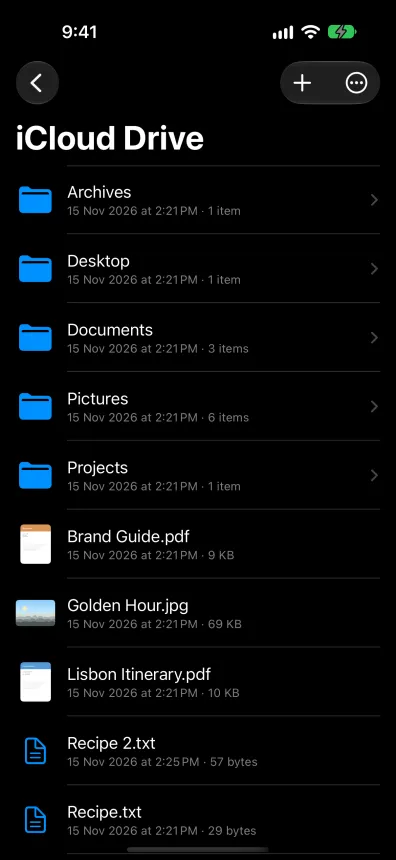 9:41
iCloud Drive
Archives
15 Nov 2026 at 2:21 PM · 1 item
Desktop
15 Nov 2026 at 2:21 PM · 1 item
Documents
15 Nov 2026 at 2:21 PM · 3 items
Pictures
15 Nov 2026 at 2:21 PM · 6 items
Projects
15 Nov 2026 at 2:21 PM · 1 item
Brand Guide.pdf
15 Nov 2026 at 2:21 PM · 9 KB
Golden Hour.jpg
15 Nov 2026 at 2:21 PM · 69 KB
Lisbon Itinerary.pdf
15 Nov 2026 at 2:21 PM · 10 KB
Recipe 2.txt
15 Nov 2026 at 2:25 PM · 57 bytes
Recipe.txt
15 Nov 2026 at 2:21 PM · 29 bytes